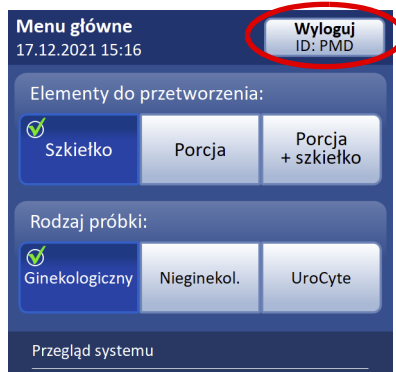 Menu główne
17.12.2021 15:16
Wyloguj
ID: PMD
Elementy do przetworzenia:
Szkiełko
Porcja
Porcja
+ szkiełko
Rodzaj próbki:
Ginekologiczny
Nieginekol.
UroCyte
Przegląd systemu